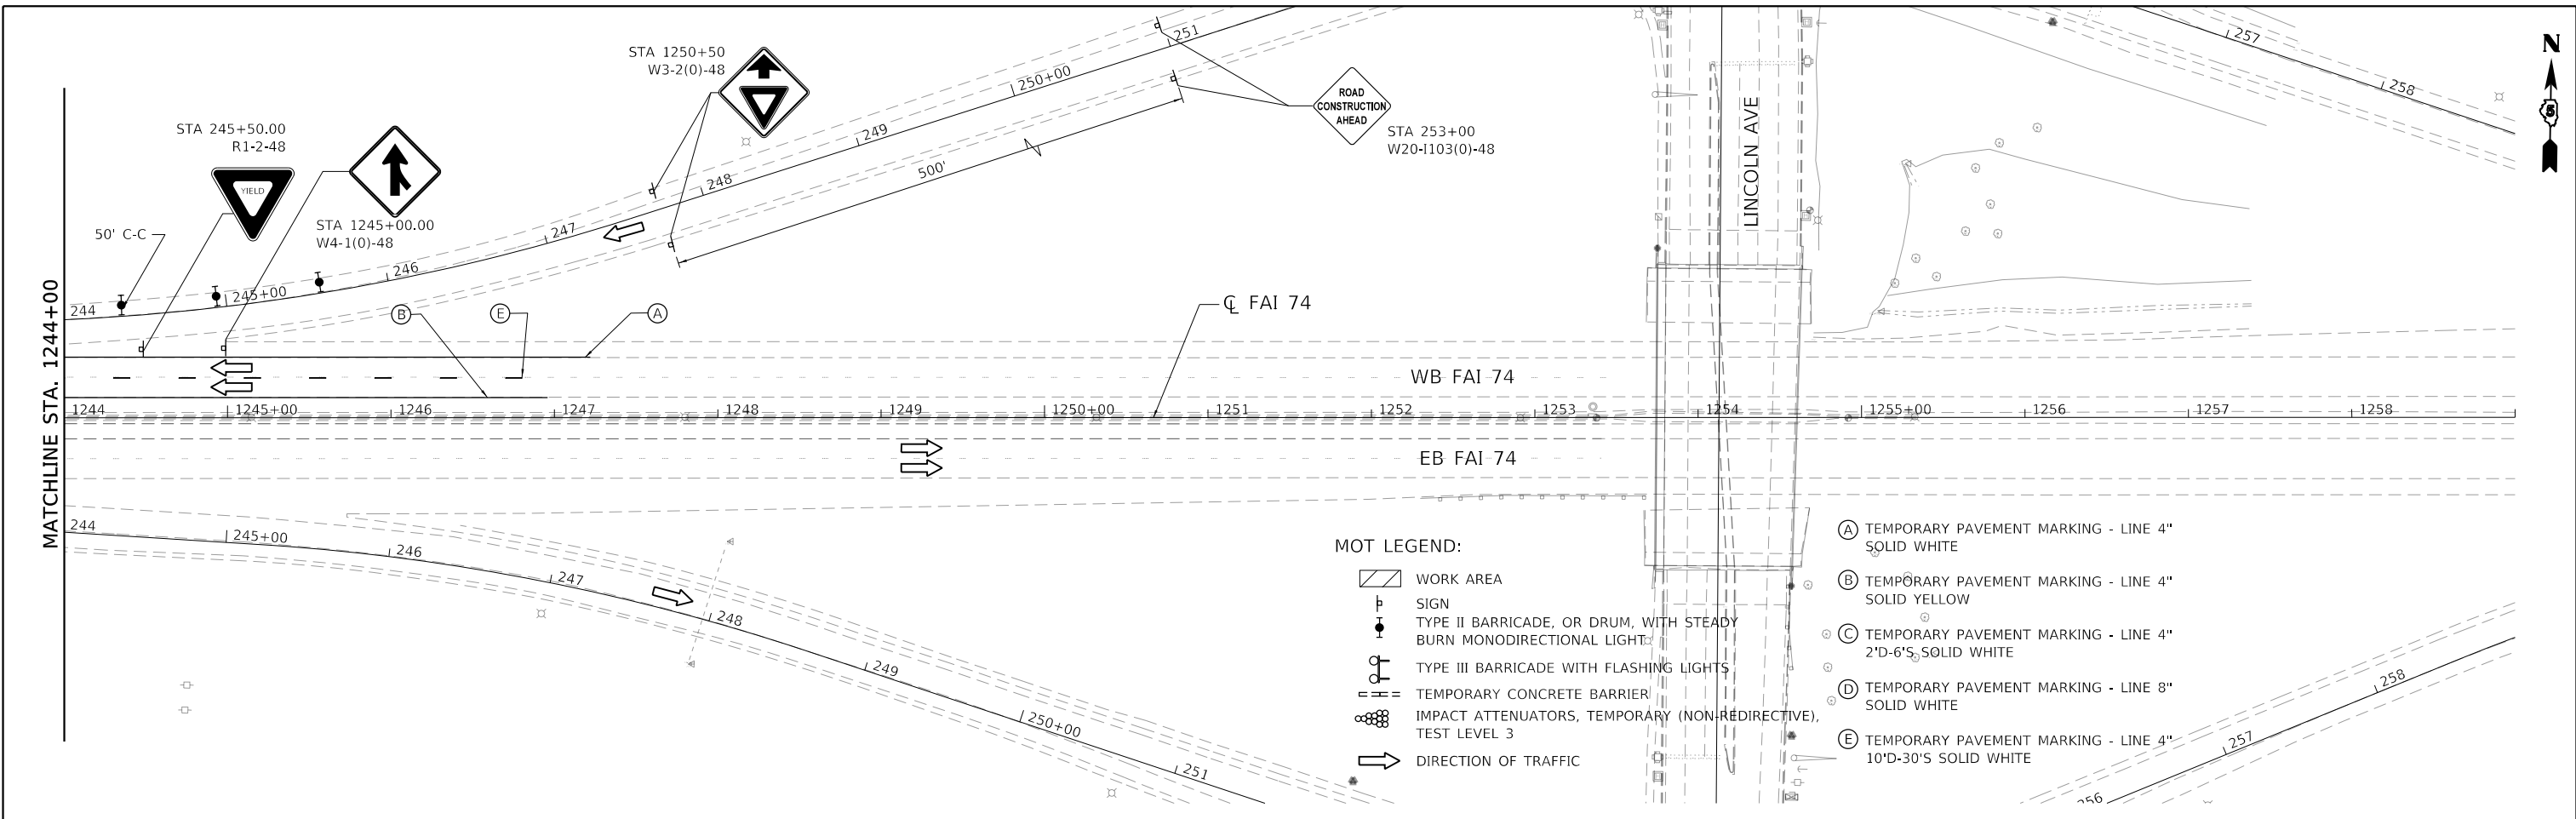 STA 1250+50
W3-2(O)-48
STA 245+50.00
R1-2-48
YIELD
STA 1245+00.00
W4-1(O)-48
50' C-C
ROAD
CONSTRUCTION
AHEAD
STA 253+00
W20-I103(O)-48
N
5
MATCHLINE STA. 1244+00
244
245+00
246
247
248
249
250+00
251
500'
257
258
LINCOLN AVE
B
E
A
℄ FAI 74
WB FAI 74
1244
1245+00
1246
1247
1248
1249
1250+00
1251
1252
1253
1254
1255+00
1256
1257
1258
EB FAI 74
244
245+00
246
247
248
249
250+00
251
256
257
258
MOT LEGEND:
WORK AREA
SIGN
TYPE II BARRICADE, OR DRUM, WITH STEADY
BURN MONODIRECTIONAL LIGHT
TYPE III BARRICADE WITH FLASHING LIGHTS
TEMPORARY CONCRETE BARRIER
IMPACT ATTENUATORS, TEMPORARY (NON-REDIRECTIVE),
TEST LEVEL 3
DIRECTION OF TRAFFIC
A TEMPORARY PAVEMENT MARKING - LINE 4"
SOLID WHITE
B TEMPORARY PAVEMENT MARKING - LINE 4"
SOLID YELLOW
C TEMPORARY PAVEMENT MARKING - LINE 4"
2'D-6'S SOLID WHITE
D TEMPORARY PAVEMENT MARKING - LINE 8"
SOLID WHITE
E TEMPORARY PAVEMENT MARKING - LINE 4"
10'D-30'S SOLID WHITE